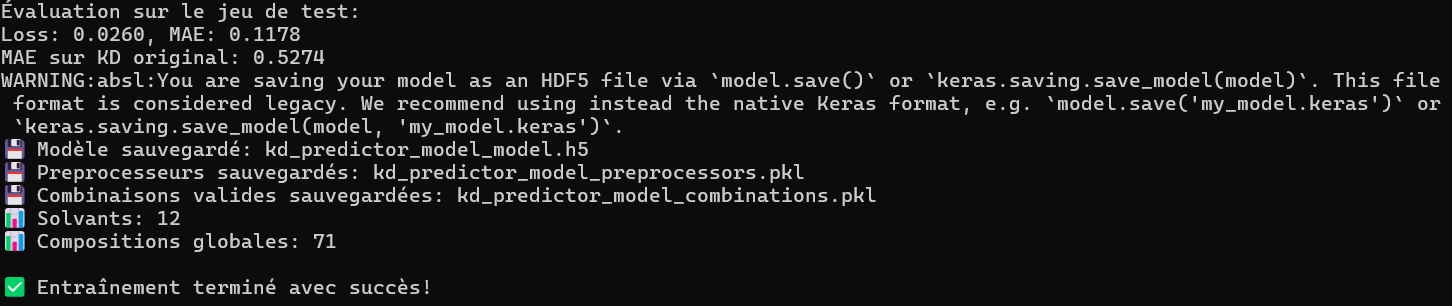 Évaluation sur le jeu de test:
Loss: 0.0260, MAE: 0.1178
MAE sur KD original: 0.5274
WARNING:absl:You are saving your model as an HDF5 file via `model.save()` or `keras.saving.save_model(model)`. This file
format is considered legacy. We recommend using instead the native Keras format, e.g. `model.save('my_model.keras')` or
`keras.saving.save_model(model, 'my_model.keras')`.
💾 Modèle sauvegardé: kd_predictor_model_model.h5
💾 Preprocesseurs sauvegardés: kd_predictor_model_preprocessors.pkl
💾 Combinaisons valides sauvegardées: kd_predictor_model_combinations.pkl
📊 Solvants: 12
📊 Compositions globales: 71
✅ Entraînement terminé avec succès!